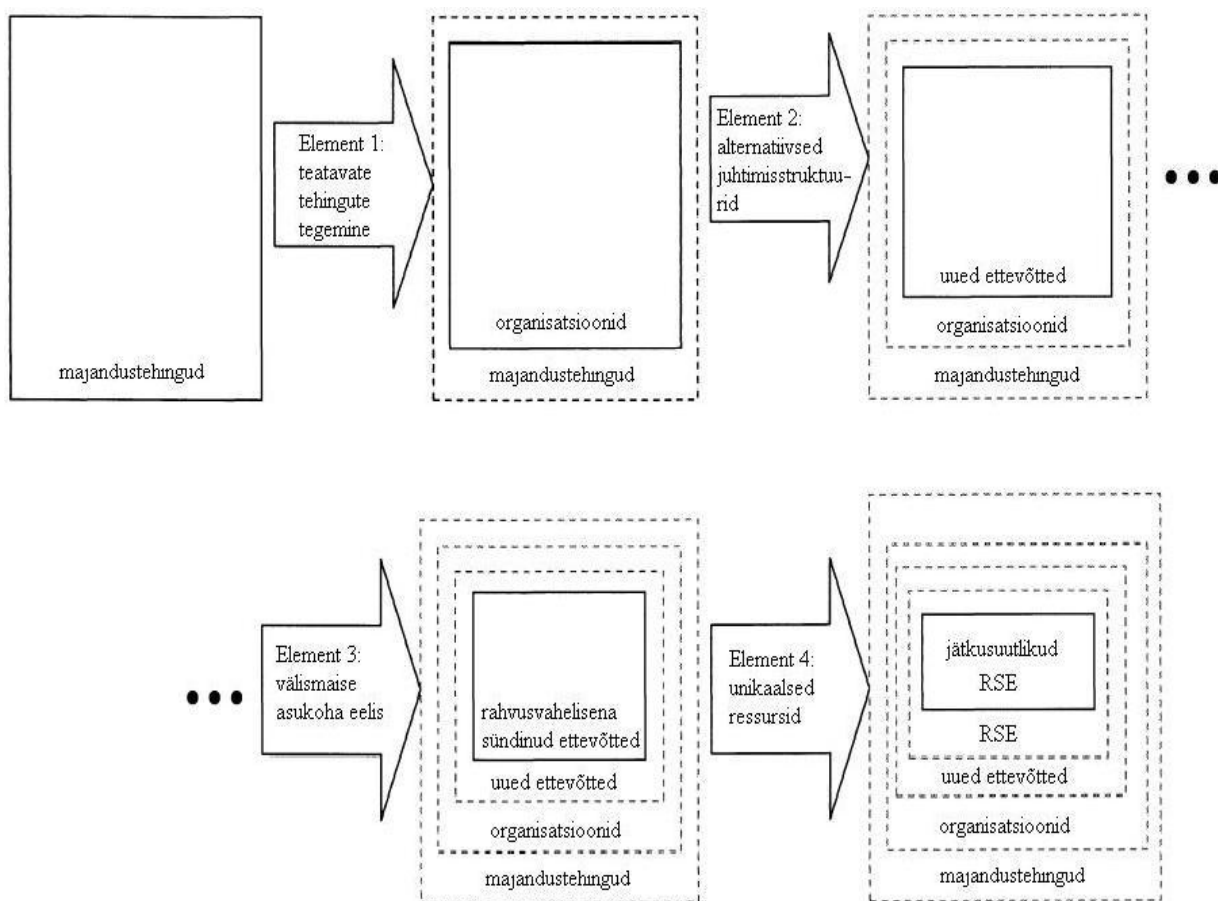 majandustehingud
Element 1:
teatavate
tehingute
tegemine
organisatsioonid
majandustehingud
Element 2:
alternatiivsed
juhtimisstruktuu-
rid
uued ettevõtted
organisatsioonid
majandustehingud
Element 3:
välismaise
asukoha eelis
rahvusvahelisena
sündinud ettevõtted
uued ettevõtted
organisatsioonid
majandustehingud
Element 4:
unikaalsed
ressursid
jätkusuutlikud
RSE
RSE
uued ettevõtted
organisatsioonid
majandustehingud